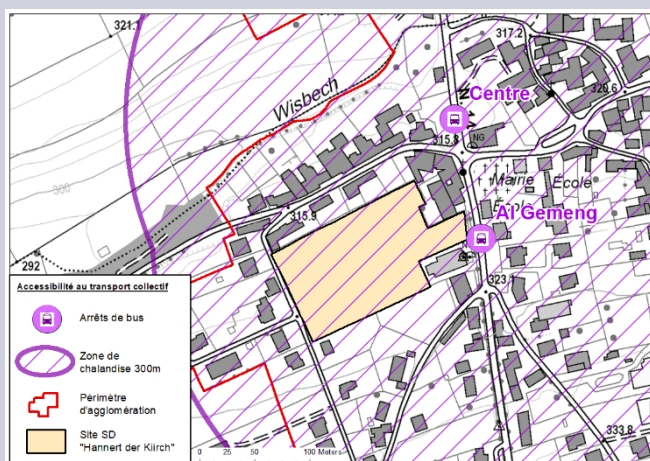 321.1
317.2
Centre
320.6
Wisbech
NG
315.8
Mairie
École
300
Al Gemeng
315.9
292
323.1
Accessibilité au transport collectif
Arrêts de bus
Zone de
chalandise 300m
Périmètre
d'agglomération
Site SD
"Hannert der Kiirch"
0 25 50 100 Meters
333.8